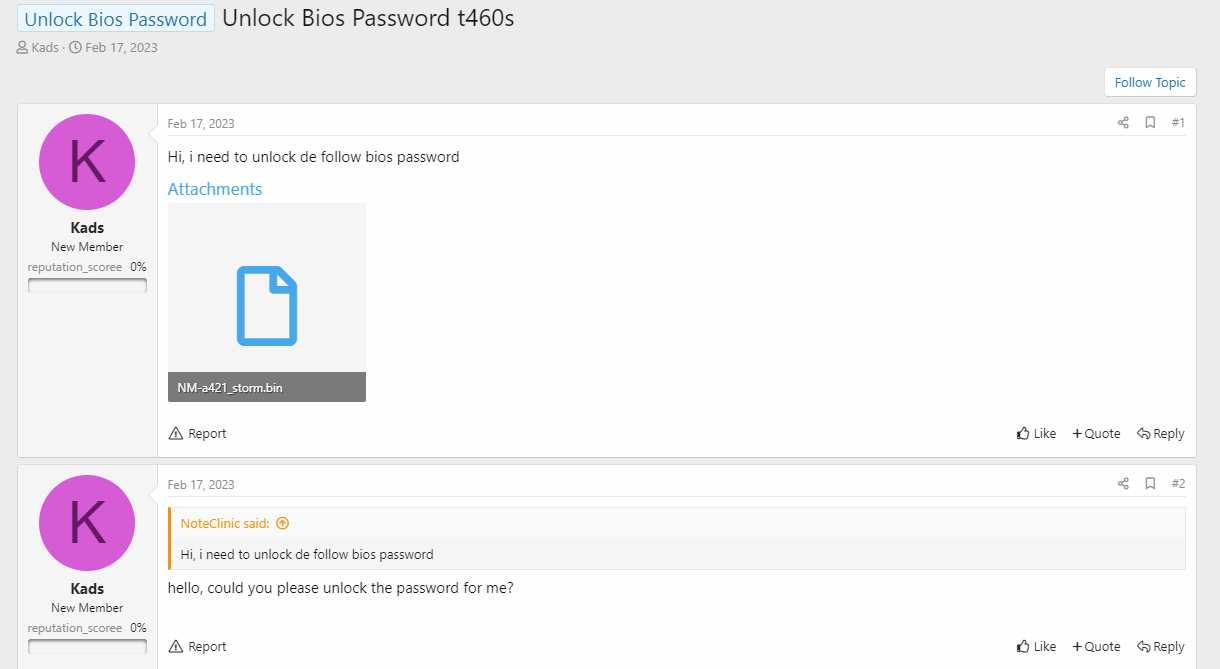 Unlock Bios Password Unlock Bios Password t460s
Kads · Feb 17, 2023
Follow Topic
K
Kads
New Member
reputation_scoree 0%
Feb 17, 2023
#1
Hi, i need to unlock de follow bios password
Attachments
NM-a421_storm.bin
Report
Like
+Quote
Reply
K
Kads
New Member
reputation_scoree 0%
Feb 17, 2023
#2
NoteClinic said:
Hi, i need to unlock de follow bios password
hello, could you please unlock the password for me?
Report
Like
+Quote
Reply